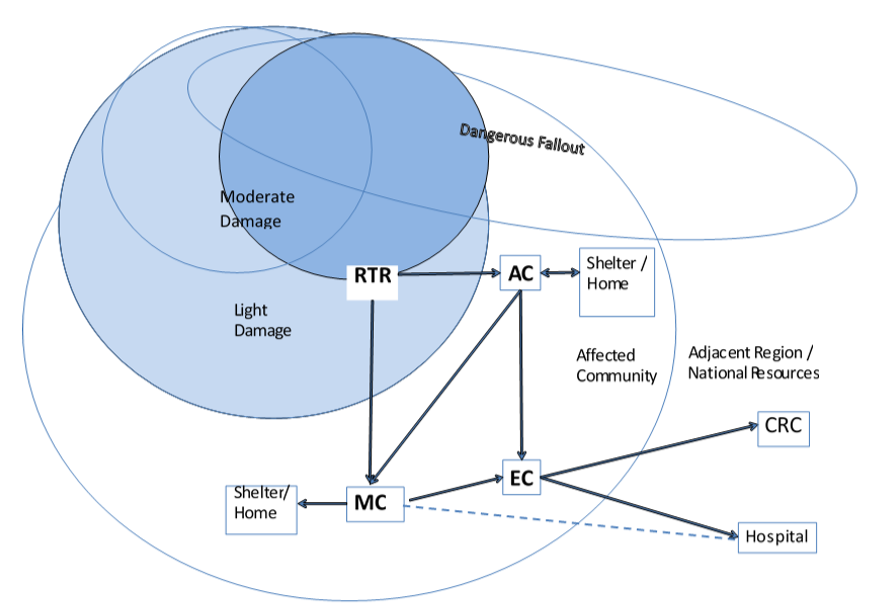 Dangerous Fallout
Moderate
Damage
RTR
AC
Shelter /
Home
Light
Damage
Affected
Community
Adjacent Region /
National Resources
CRC
EC
Shelter/
Home
MC
Hospital